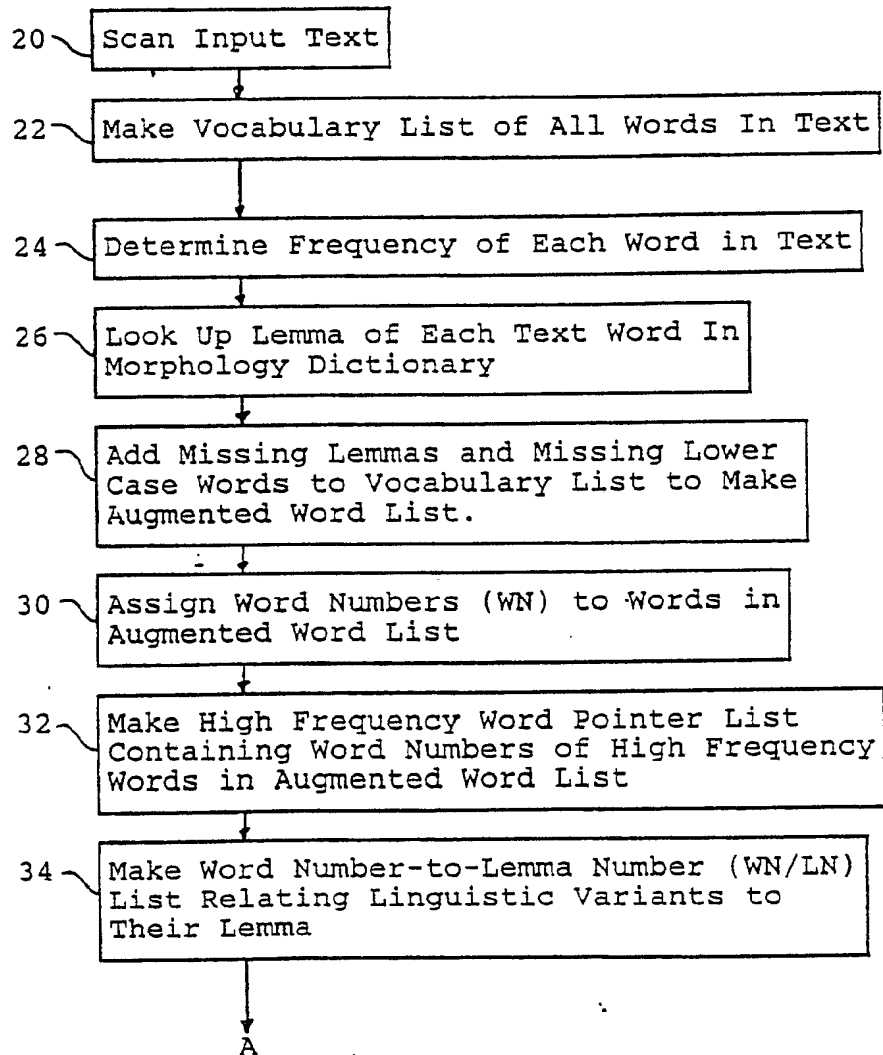 20 Scan Input Text
22 Make Vocabulary List of All Words In Text
24 Determine Frequency of Each Word in Text
26 Look Up Lemma of Each Text Word In
Morphology Dictionary
28 Add Missing Lemmas and Missing Lower
Case Words to Vocabulary List to Make
Augmented Word List.
30 Assign Word Numbers (WN) to Words in
Augmented Word List
32 Make High Frequency Word Pointer List
Containing Word Numbers of High Frequency
Words in Augmented Word List
34 Make Word Number-to-Lemma Number (WN/LN)
List Relating Linguistic Variants to
Their Lemma
A